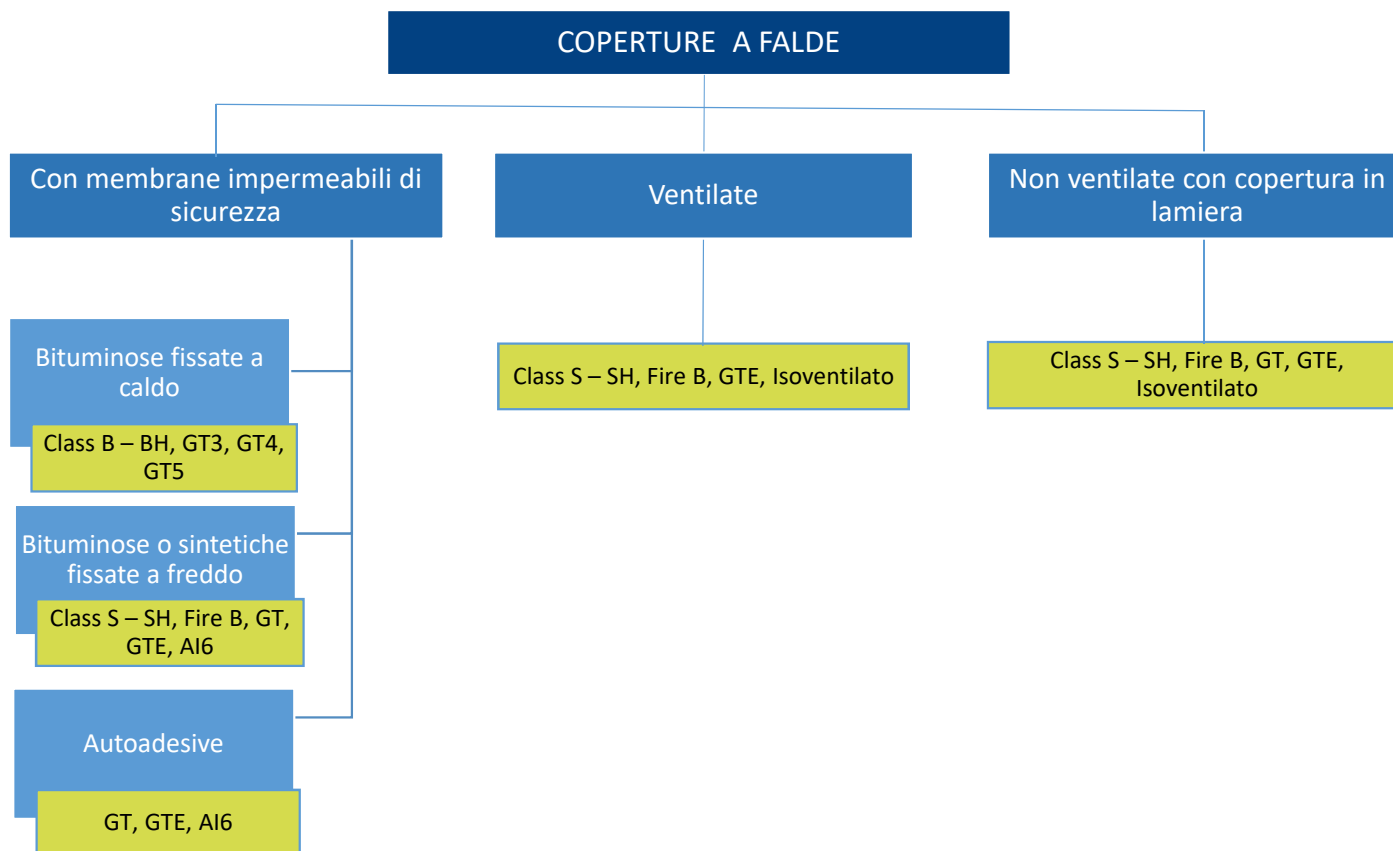 COPERTURE A FALDE
Con membrane impermeabili di
sicurezza
Ventilate
Non ventilate con copertura in
lamiera
Bituminose fissate a
caldo
Class B – BH, GT3, GT4,
GT5
Bituminose o sintetiche
fissate a freddo
Class S – SH, Fire B, GT,
GTE, AI6
Autoadesive
GT, GTE, AI6
Class S – SH, Fire B, GTE, Isoventilato
Class S – SH, Fire B, GT, GTE,
Isoventilato